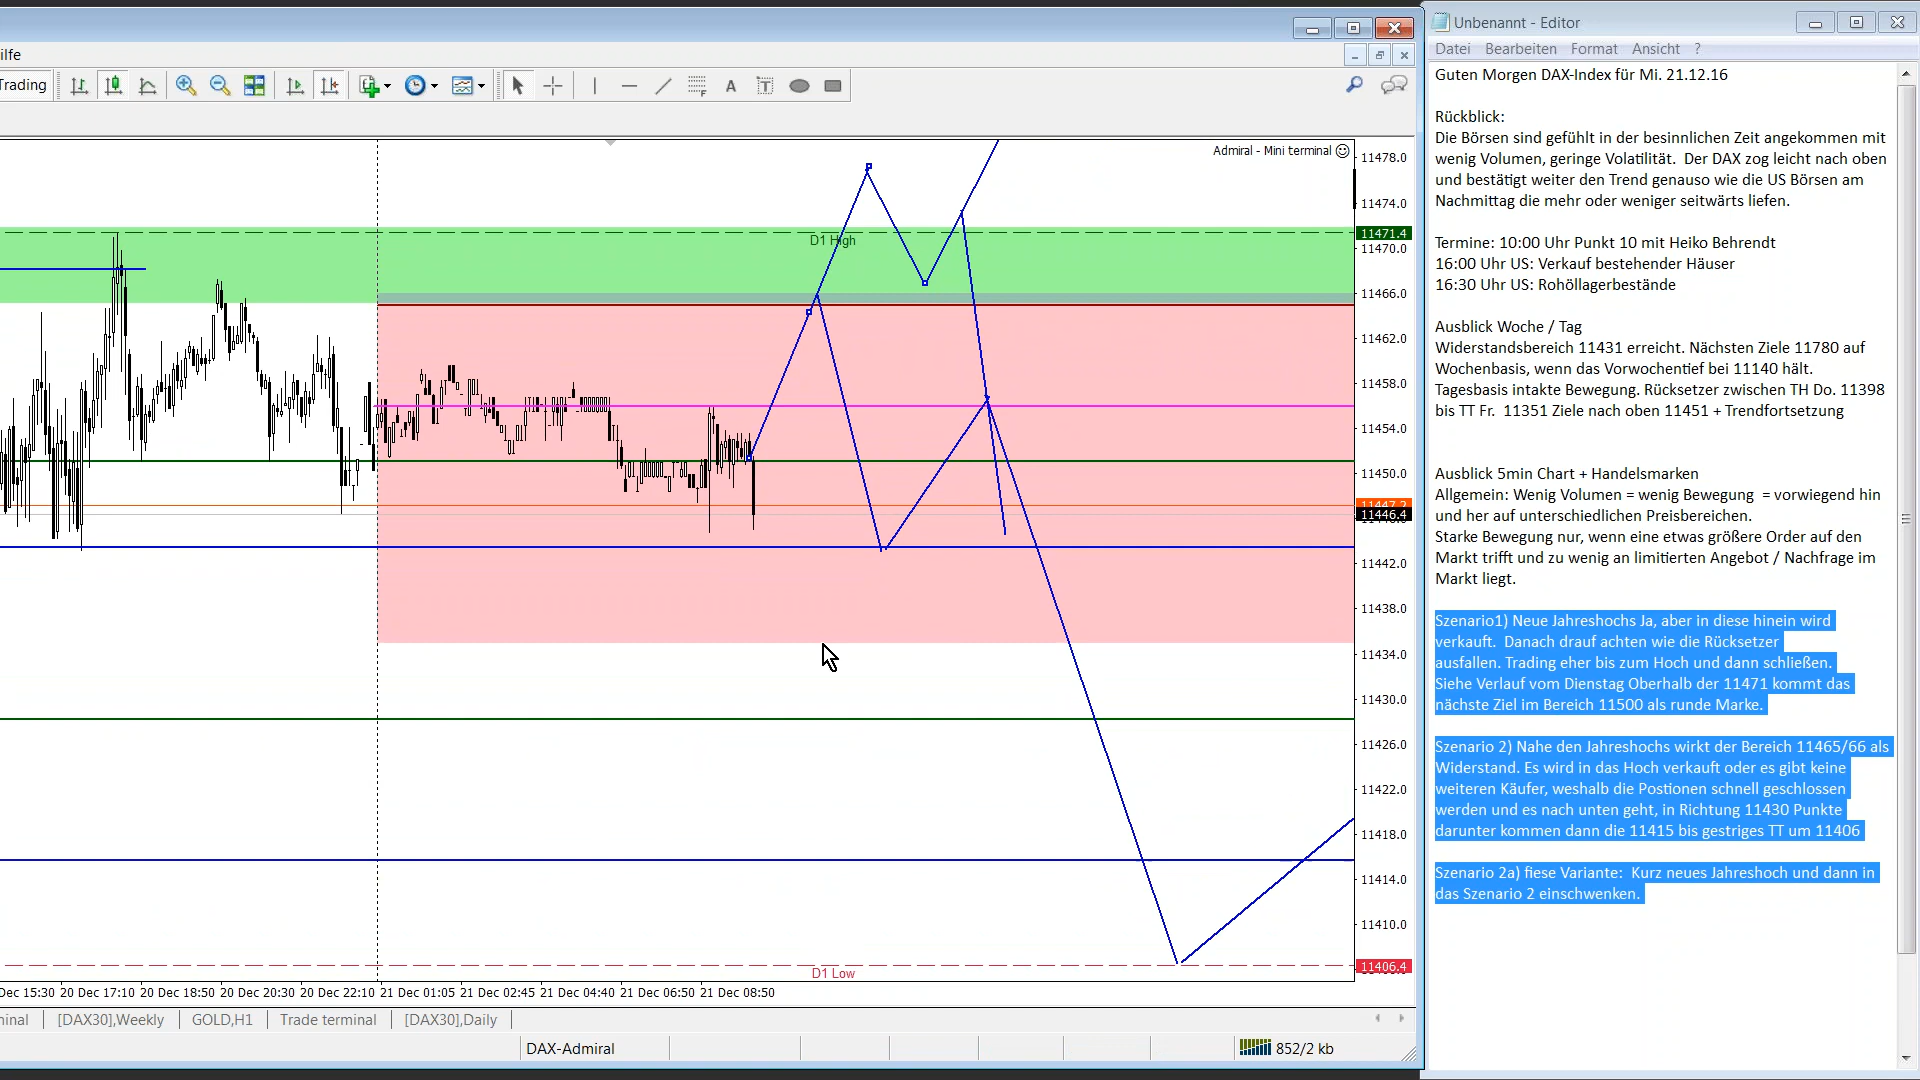 ilfe
Trading
Admiral - Mini terminal
D1 High
D1 Low
11478.0
11474.0
11471.4
11470.0
11466.0
11462.0
11458.0
11454.0
11450.0
11447.2
11446.4
11442.0
11438.0
11434.0
11430.0
11426.0
11422.0
11418.0
11414.0
11410.0
11406.4
Dec 15:30 20 Dec 17:10 20 Dec 18:50 20 Dec 20:30 20 Dec 22:10 21 Dec 01:05 21 Dec 02:45 21 Dec 04:40 21 Dec 06:50 21 Dec 08:50
minal [DAX30],Weekly GOLD,H1 Trade terminal [DAX30],Daily
DAX-Admiral 852/2 kb
Unbenannt - Editor
Datei Bearbeiten Format Ansicht ?
Guten Morgen DAX-Index für Mi. 21.12.16
Rückblick:
Die Börsen sind gefühlt in der besinnlichen Zeit angekommen mit
wenig Volumen, geringe Volatilität. Der DAX zog leicht nach oben
und bestätigt weiter den Trend genauso wie die US Börsen am
Nachmittag die mehr oder weniger seitwärts liefen.
Termine: 10:00 Uhr Punkt 10 mit Heiko Behrendt
16:00 Uhr US: Verkauf bestehender Häuser
16:30 Uhr US: Rohöllagerbestände
Ausblick Woche / Tag
Widerstandsbereich 11431 erreicht. Nächsten Ziele 11780 auf
Wochenbasis, wenn das Vorwochentief bei 11140 hält.
Tagesbasis intakte Bewegung. Rücksetzer zwischen TH Do. 11398
bis TT Fr. 11351 Ziele nach oben 11451 + Trendfortsetzung
Ausblick 5min Chart + Handelsmarken
Allgemein: Wenig Volumen = wenig Bewegung = vorwiegend hin
und her auf unterschiedlichen Preisbereichen.
Starke Bewegung nur, wenn eine etwas größere Order auf den
Markt trifft und zu wenig an limitierten Angebot / Nachfrage im
Markt liegt.
Szenario1) Neue Jahreshochs Ja, aber in diese hinein wird
verkauft. Danach drauf achten wie die Rücksetzer
ausfallen. Trading eher bis zum Hoch und dann schließen.
Siehe Verlauf vom Dienstag Oberhalb der 11471 kommt das
nächste Ziel im Bereich 11500 als runde Marke.
Szenario 2) Nahe den Jahreshochs wirkt der Bereich 11465/66 als
Widerstand. Es wird in das Hoch verkauft oder es gibt keine
weiteren Käufer, weshalb die Postionen schnell geschlossen
werden und es nach unten geht, in Richtung 11430 Punkte
darunter kommen dann die 11415 bis gestriges TT um 11406
Szenario 2a) fiese Variante: Kurz neues Jahreshoch und dann in
das Szenario 2 einschwenken.